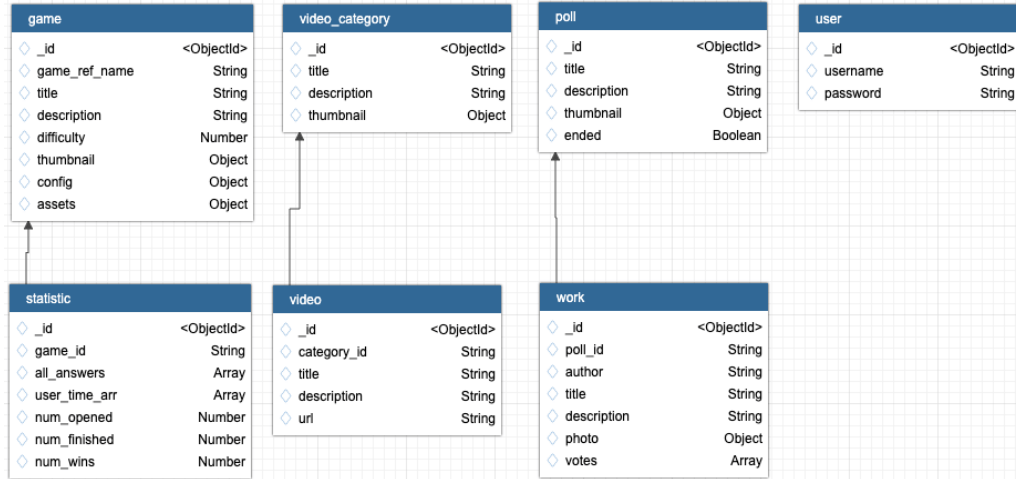 game
_id <ObjectId>
game_ref_name String
title String
description String
difficulty Number
thumbnail Object
config Object
assets Object
video_category
_id <ObjectId>
title String
description String
thumbnail Object
poll
_id <ObjectId>
title String
description String
thumbnail Object
ended Boolean
user
_id <ObjectId>
username String
password String
statistic
_id <ObjectId>
game_id String
all_answers Array
user_time_arr Array
num_opened Number
num_finished Number
num_wins Number
video
_id <ObjectId>
category_id String
title String
description String
url String
work
_id <ObjectId>
poll_id String
author String
title String
description String
photo Object
votes Array